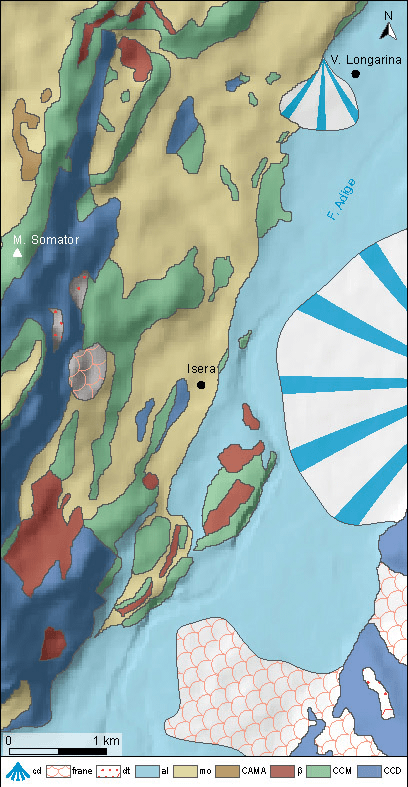 N
V. Longarina
F. Adige
M. Somator
Isera
0 1 km
cd frane dt al mo CAMA β CCM CCD